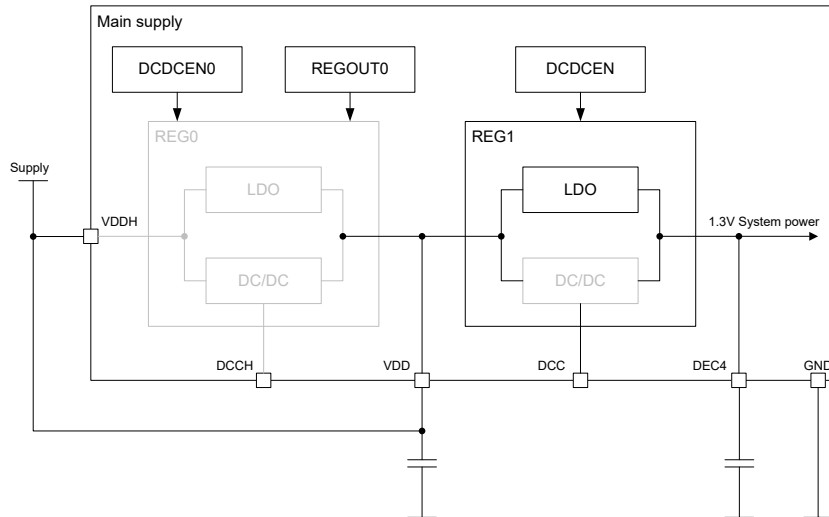 Main supply
DCDCEN0
REGOUT0
DCDCEN
REG0
REG1
Supply
LDO
LDO
VDDH
1.3V System power
DC/DC
DC/DC
DCCH
VDD
DCC
DEC4
GND